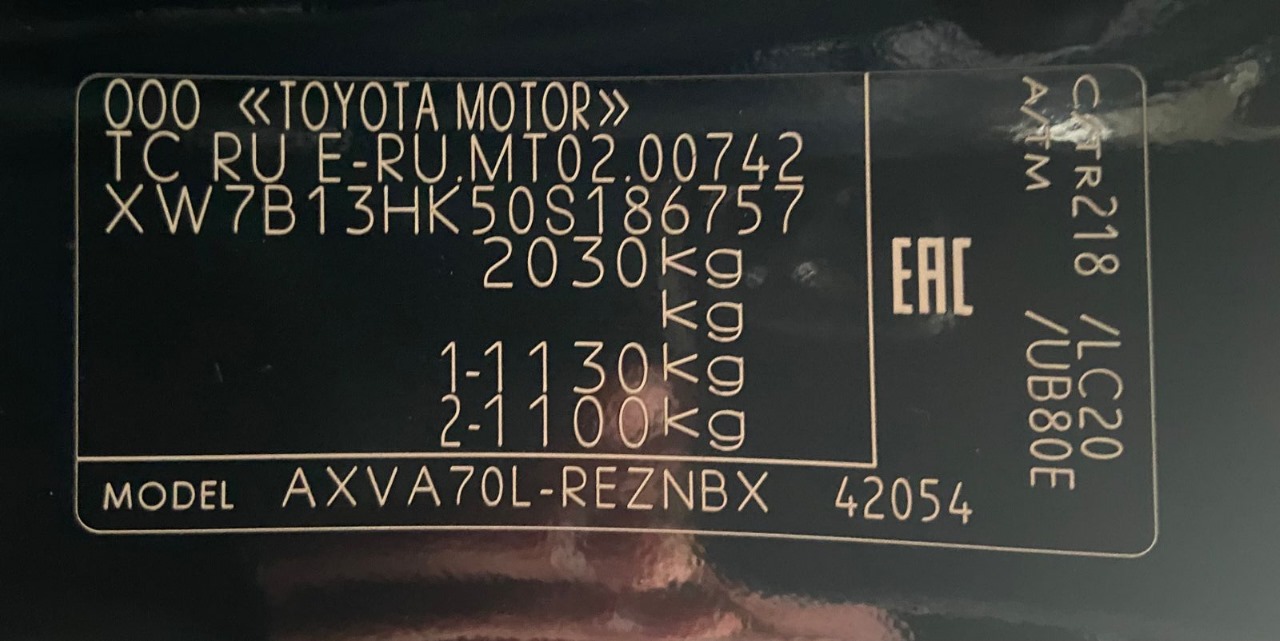 OOO «TOYOTA MOTOR»
TC RU E-RU.MT02.00742
XW7B13HK50S186757
2030kg
kg
1-1130kg
2-1100kg
MODEL AXVA70L-REZNBX 42054
EAC
C/TR218 /LC20
A/TM /UB80E